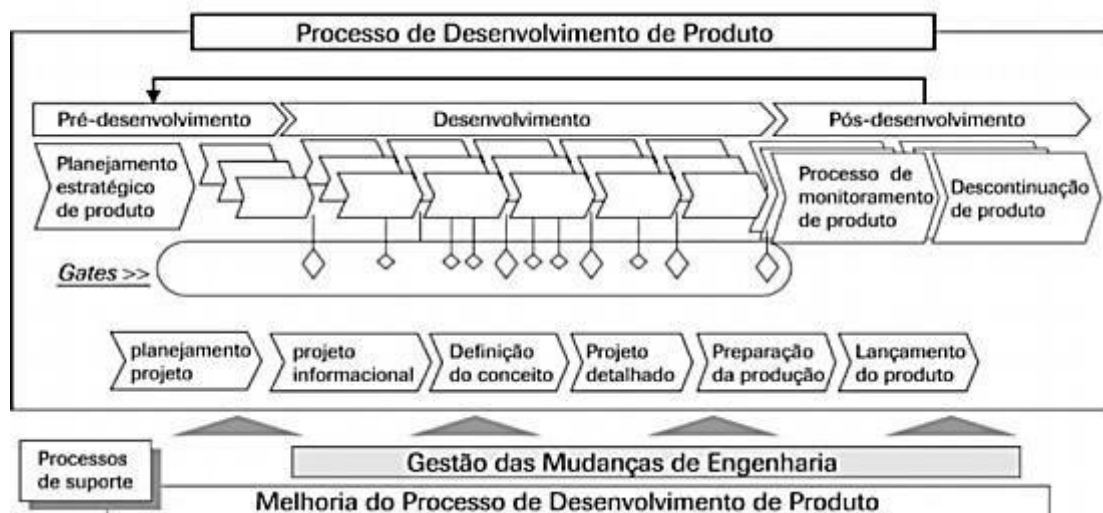 Processo de Desenvolvimento de Produto
Pré-desenvolvimento
Desenvolvimento
Pós-desenvolvimento
Planejamento
estratégico
de produto
Processo de
monitoramento
de produto
Descontinuação
de produto
Gates >>
planejamento
projeto
projeto
informacional
Definição
do conceito
Projeto
detalhado
Preparação
da produção
Lançamento
do produto
Processos
de suporte
Gestão das Mudanças de Engenharia
Melhoria do Processo de Desenvolvimento de Produto